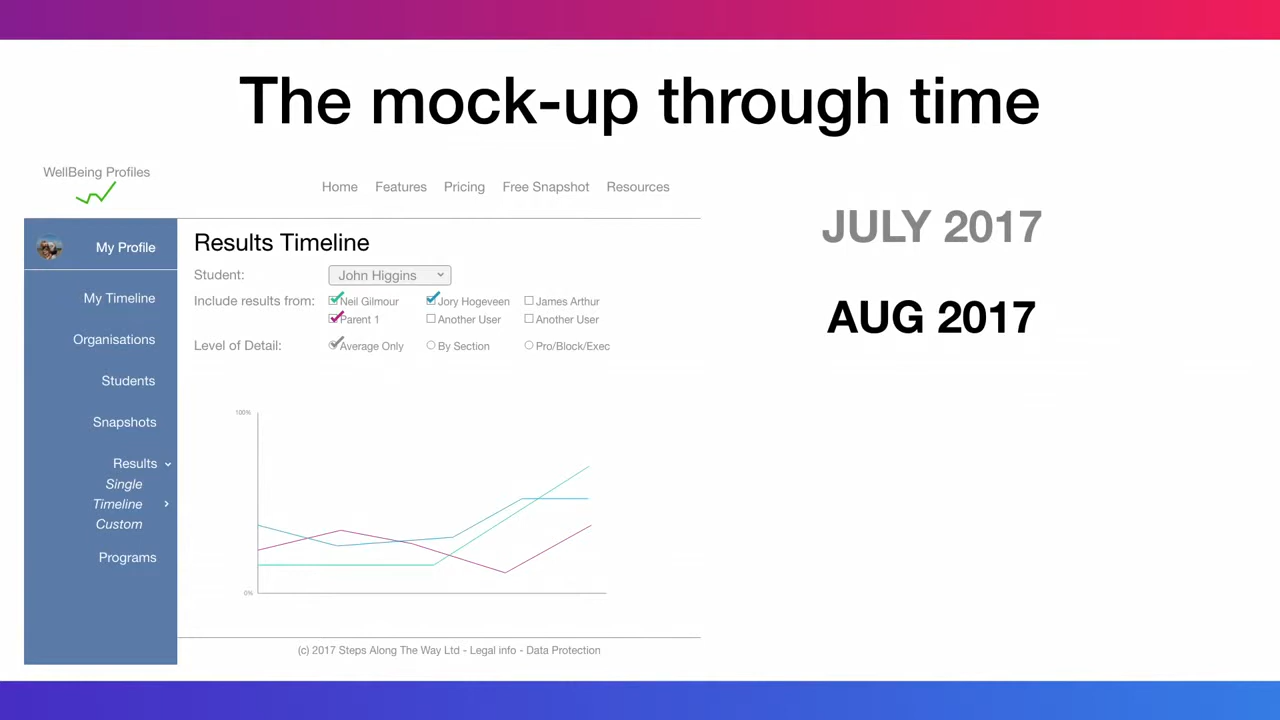 The mock-up through time
WellBeing Profiles
Home Features Pricing Free Snapshot Resources
JULY 2017
AUG 2017
My Profile
My Timeline
Organisations
Students
Snapshots
Results
Single
Timeline
Custom
Programs
Results Timeline
Student: John Higgins
Include results from: Neil Gilmour Jory Hogeveen James Arthur
Parent 1 Another User Another User
Level of Detail: Average Only By Section Pro/Block/Exec
100%
0%
(c) 2017 Steps Along The Way Ltd - Legal info - Data Protection